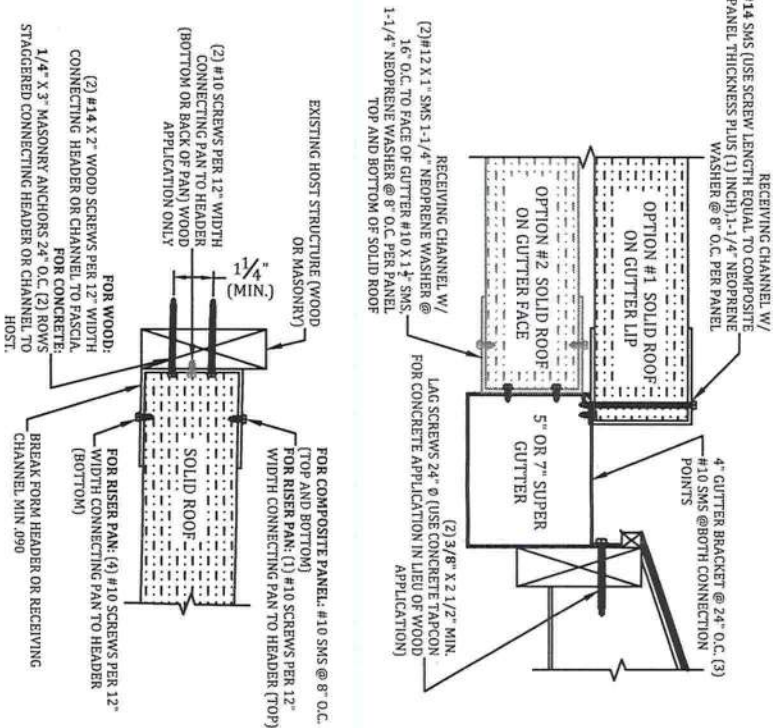 RECEIVING CHANNEL W/
#14 SMS (USE SCREW LENGTH EQUAL TO COMPOSITE
PANEL THICKNESS PLUS (1) INCH),1-1/4" NEOPRENE
WASHER @ 8" O.C. PER PANEL
OPTION #1 SOLID ROOF
ON GUTTER LIP
OPTION #2 SOLID ROOF
ON GUTTER FACE
RECEIVING CHANNEL W/
(2)#12 X 1" SMS 1-1/4" NEOPRENE WASHER @
16" O.C. TO FACE OF GUTTER #10 X 1½" SMS,
1-1/4" NEOPRENE WASHER @ 8" O.C. PER PANEL
TOP AND BOTTOM OF SOLID ROOF
4" GUTTER BRACKET @ 24" O.C. (3)
#10 SMS @BOTH CONNECTION
POINTS
5" OR 7" SUPER
GUTTER
(2)3/8" X 2 1/2" MIN.
LAG SCREWS 24" Ø (USE CONCRETE TAPCON
FOR CONCRETE APPLICATION IN LIEU OF WOOD
APPLICATION)
EXISTING HOST STRUCTURE (WOOD
OR MASONRY)
(2) #10 SCREWS PER 12" WIDTH
CONNECTING PAN TO HEADER
(BOTTOM OR BACK OF PAN) WOOD
APPLICATION ONLY
1¼"
(MIN.)
FOR WOOD:
(2) #14 X 2" WOOD SCREWS PER 12" WIDTH
CONNECTING HEADER OR CHANNEL TO FASCIA.
FOR CONCRETE:
1/4" X 3" MASONRY ANCHORS 24" O.C. (2) ROWS
STAGGERED CONNECTING HEADER OR CHANNEL TO
HOST.
SOLID ROOF
FOR COMPOSITE PANEL: #10 SMS @ 8" O.C.
(TOP AND BOTTOM)
FOR RISER PAN: (1) #10 SCREWS PER 12"
WIDTH CONNECTING PAN TO HEADER (TOP)
FOR RISER PAN: (4) #10 SCREWS PER 12"
WIDTH CONNECTING PAN TO HEADER
(BOTTOM)
BREAK FORM HEADER OR RECEIVING
CHANNEL MIN .090